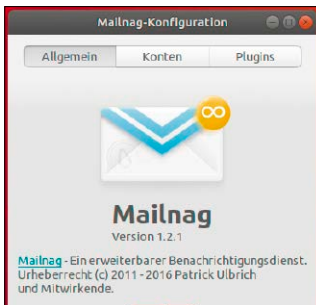 Mailnag-Konfiguration
Allgemein Konten Plugins
Mailnag
Version 1.2.1
Mailnag - Ein erweiterbarer Benachrichtigungsdienst.
Urheberrecht (c) 2011 - 2016 Patrick Ulbrich
und Mitwirkende.